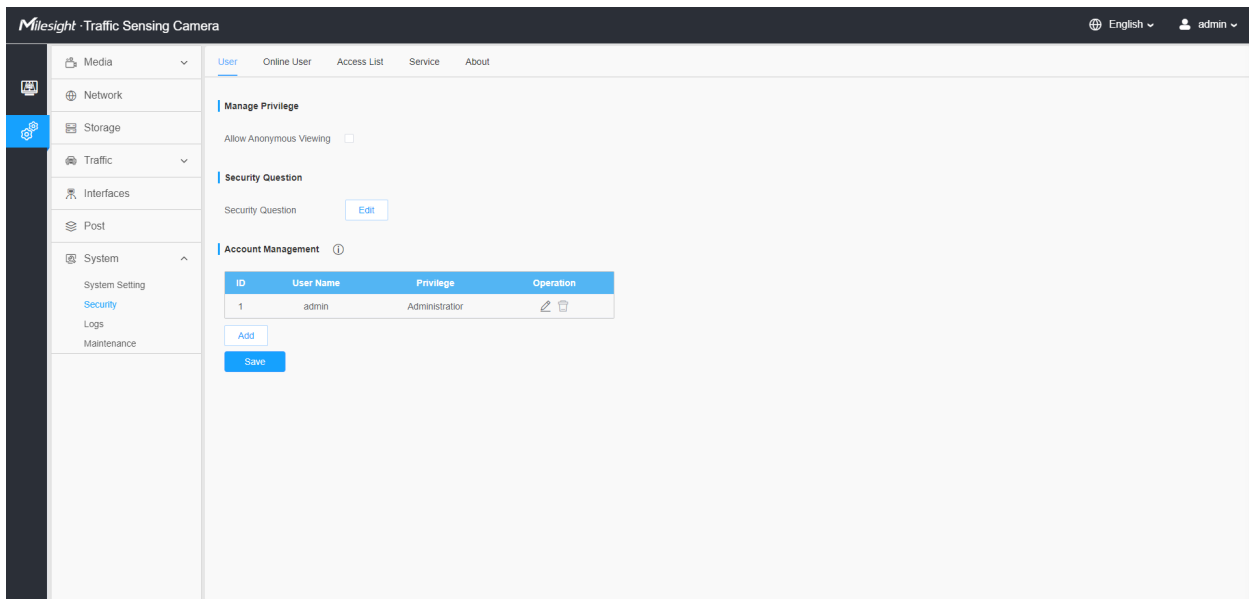 Milesight · Traffic Sensing Camera
English
admin
Media
Network
Storage
Traffic
Interfaces
Post
System
System Setting
Security
Logs
Maintenance
User Online User Access List Service About
Manage Privilege
Allow Anonymous Viewing
Security Question
Security Question Edit
Account Management
ID User Name Privilege Operation
1 admin Administratior
Add
Save